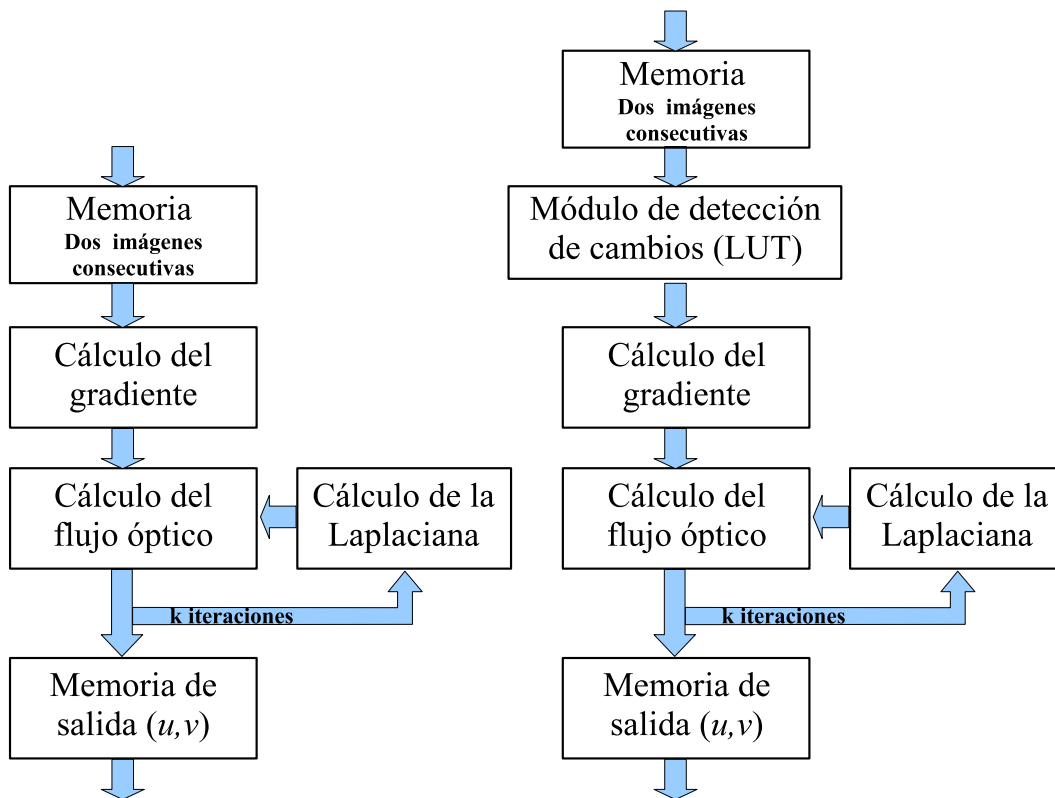 Memoria
Dos imágenes
consecutivas
Cálculo del
gradiente
Cálculo del
flujo óptico
Cálculo de la
Laplaciana
k iteraciones
Memoria de
salida (u,v)
Memoria
Dos imágenes
consecutivas
Módulo de detección
de cambios (LUT)
Cálculo del
gradiente
Cálculo del
flujo óptico
Cálculo de la
Laplaciana
k iteraciones
Memoria de
salida (u,v)